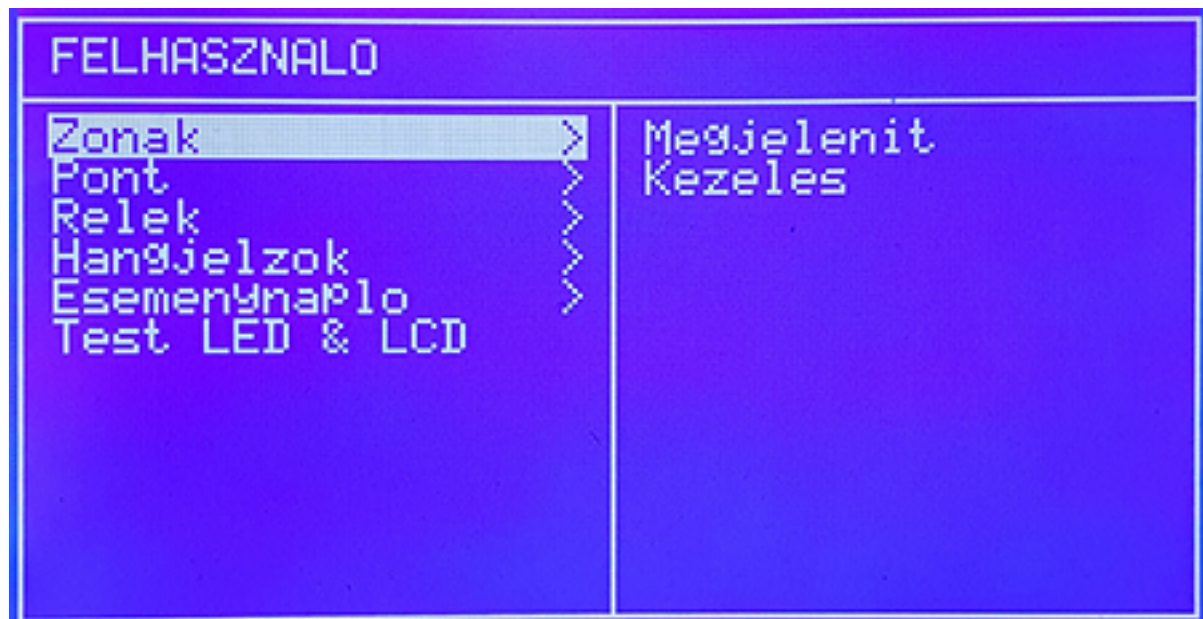 FELHASZNALO
Zonak >
Pont >
Relek >
Hangjelzok >
Esemenynaplo >
Test LED & LCD
Megjelenit
Kezeles